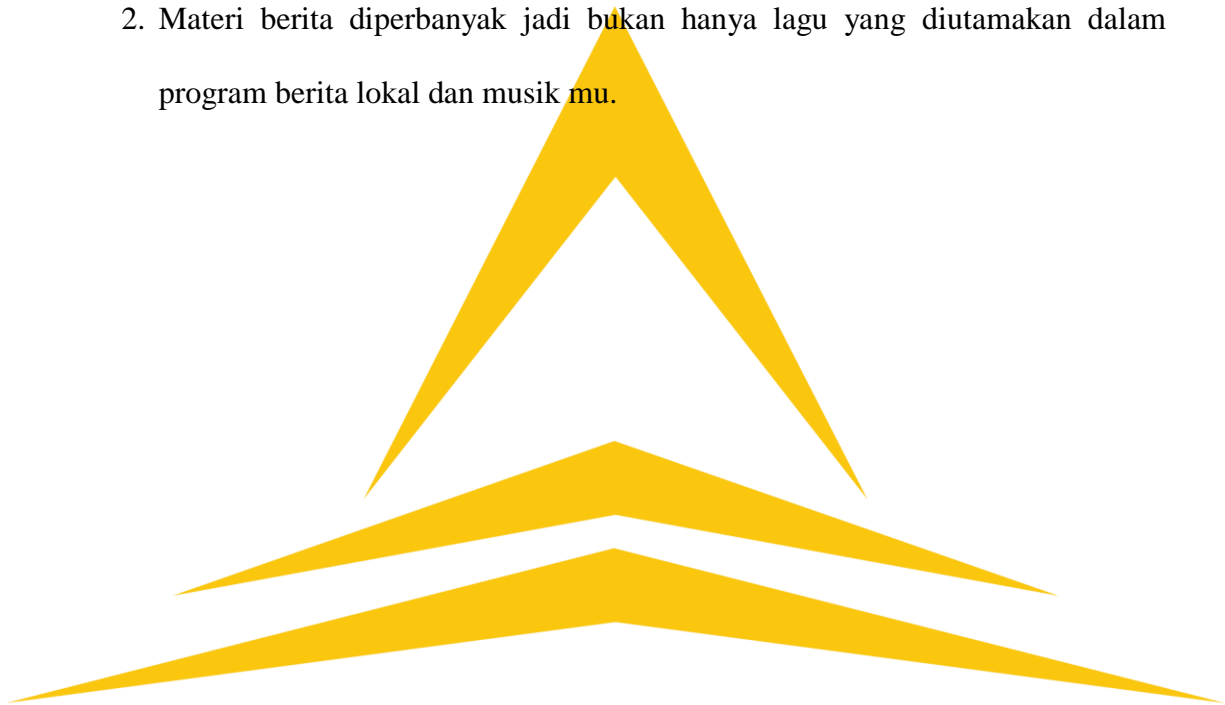 2. Materi berita diperbanyak jadi bukan hanya lagu yang diutamakan dalam
program berita lokal dan musik mu.